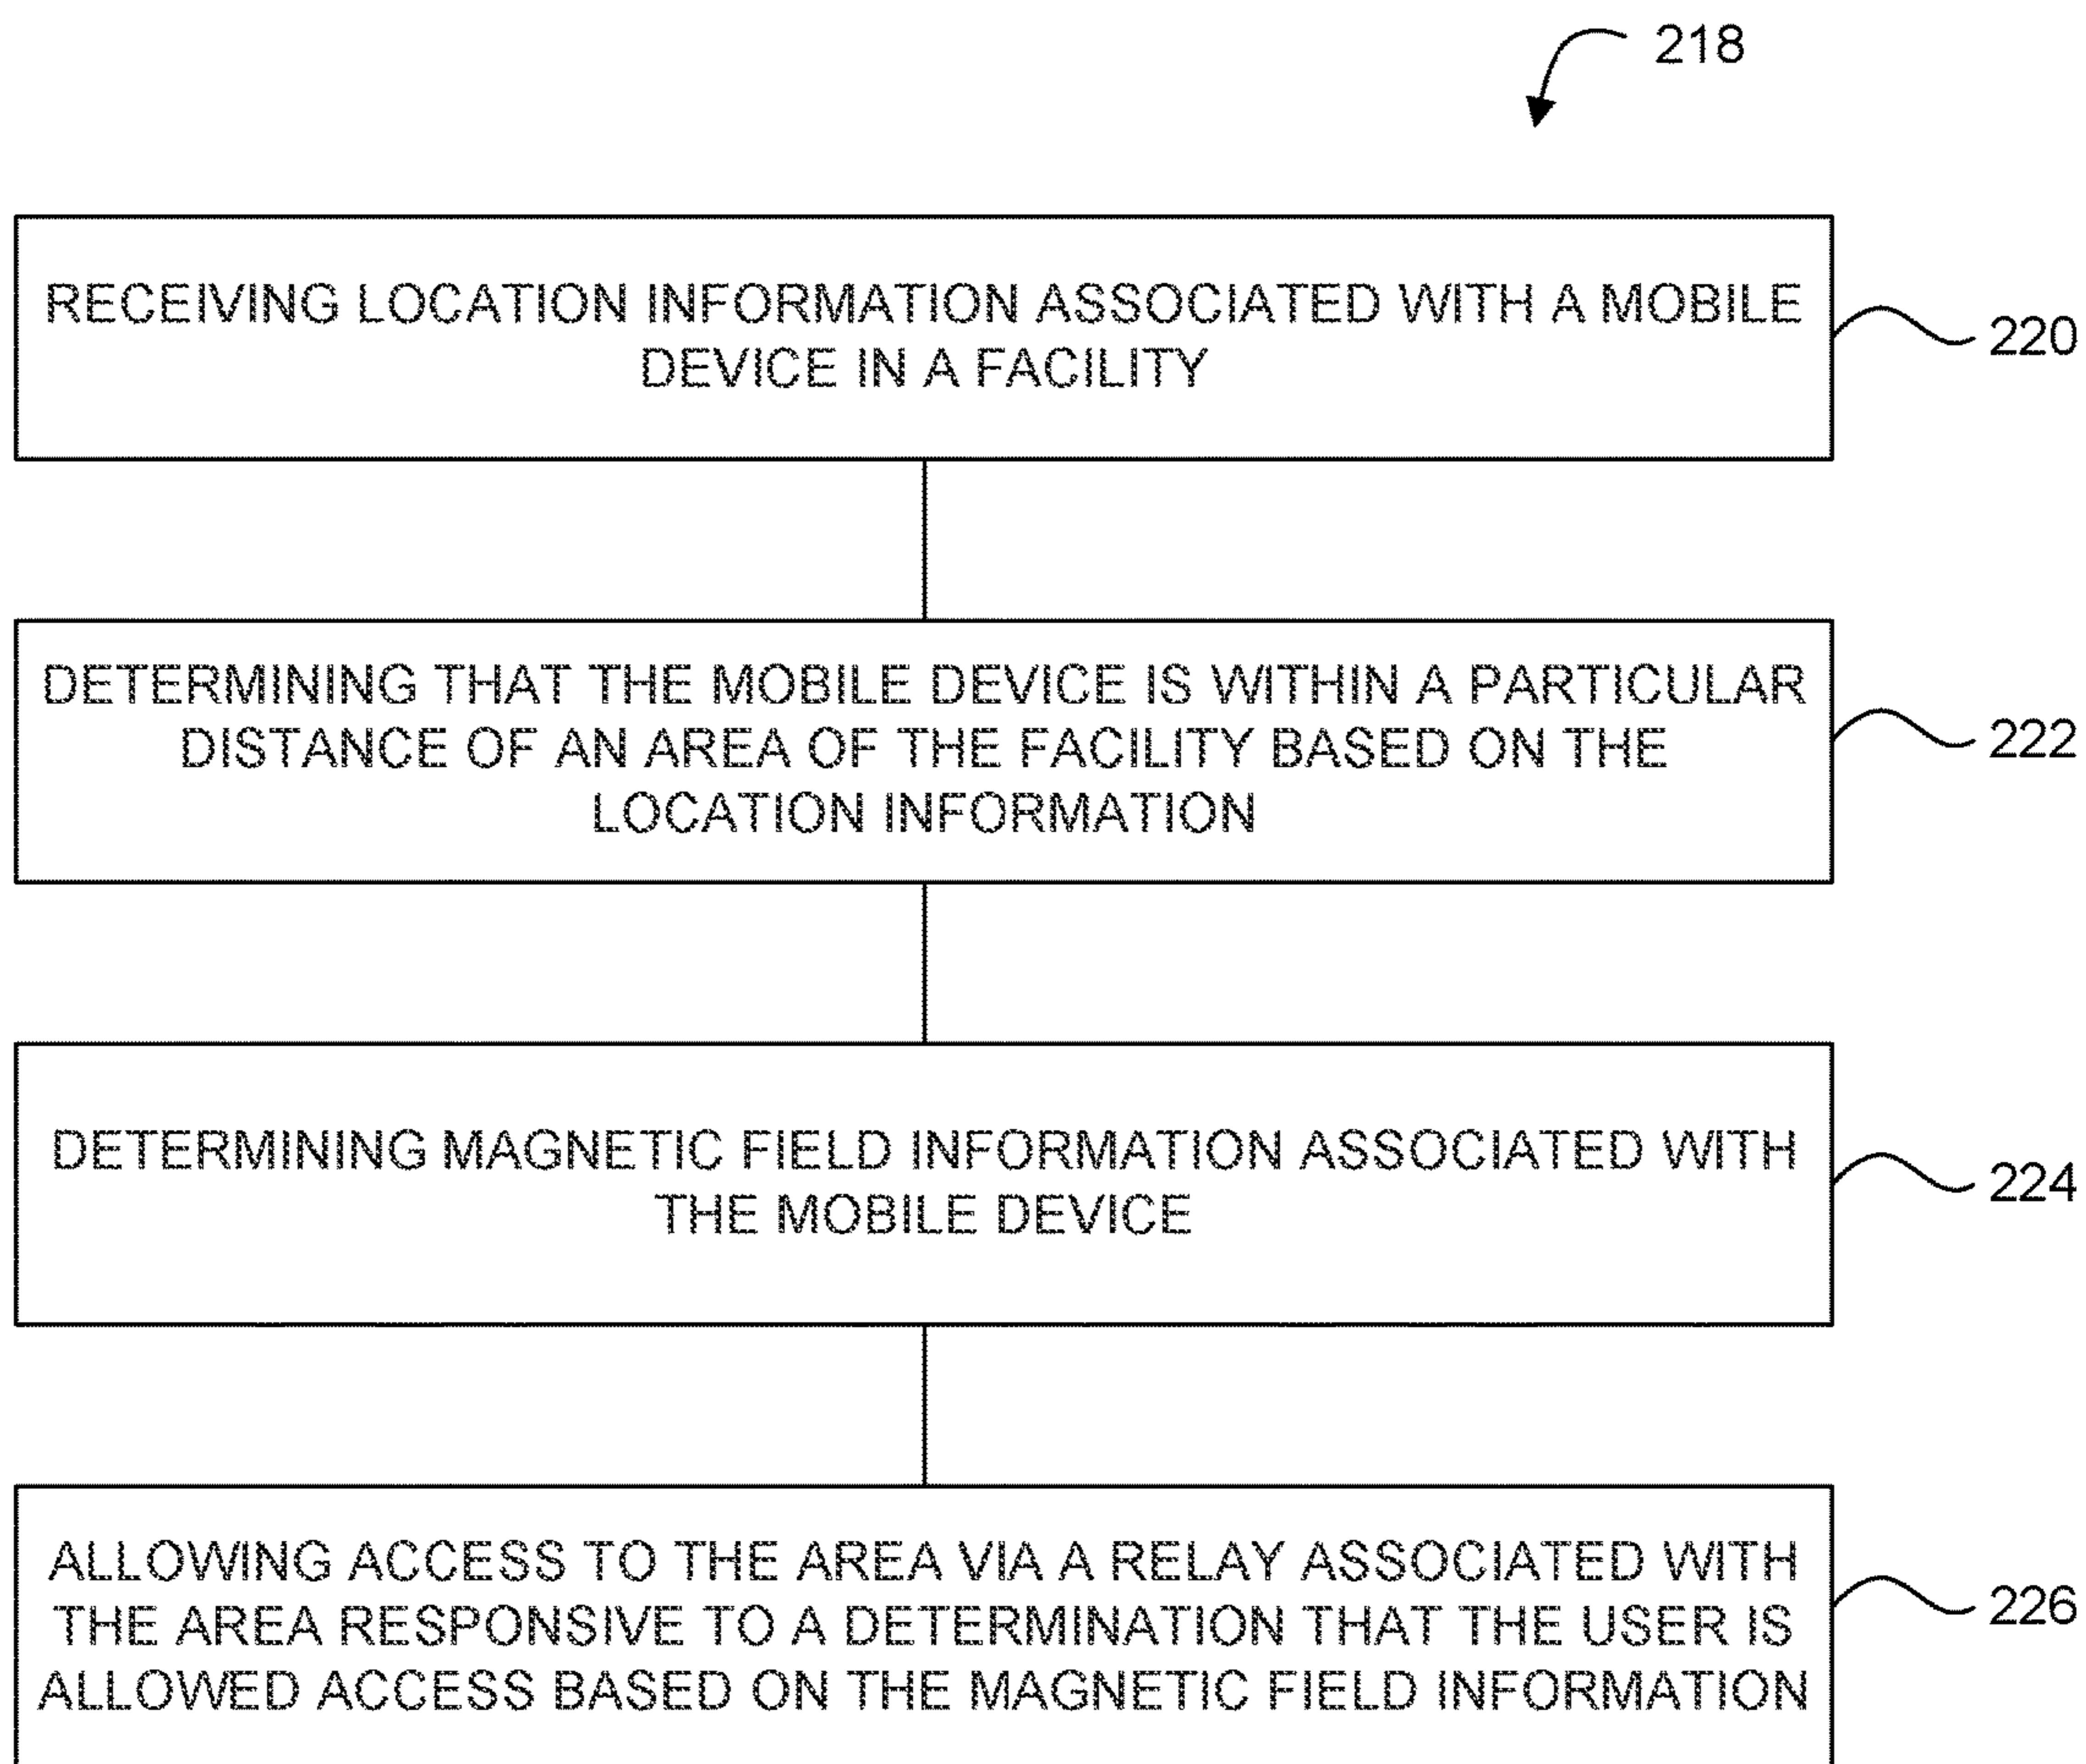 218
RECEIVING LOCATION INFORMATION ASSOCIATED WITH A MOBILE
DEVICE IN A FACILITY
220
DETERMINING THAT THE MOBILE DEVICE IS WITHIN A PARTICULAR
DISTANCE OF AN AREA OF THE FACILITY BASED ON THE
LOCATION INFORMATION
222
DETERMINING MAGNETIC FIELD INFORMATION ASSOCIATED WITH
THE MOBILE DEVICE
224
ALLOWING ACCESS TO THE AREA VIA A RELAY ASSOCIATED WITH
THE AREA RESPONSIVE TO A DETERMINATION THAT THE USER IS
ALLOWED ACCESS BASED ON THE MAGNETIC FIELD INFORMATION
226